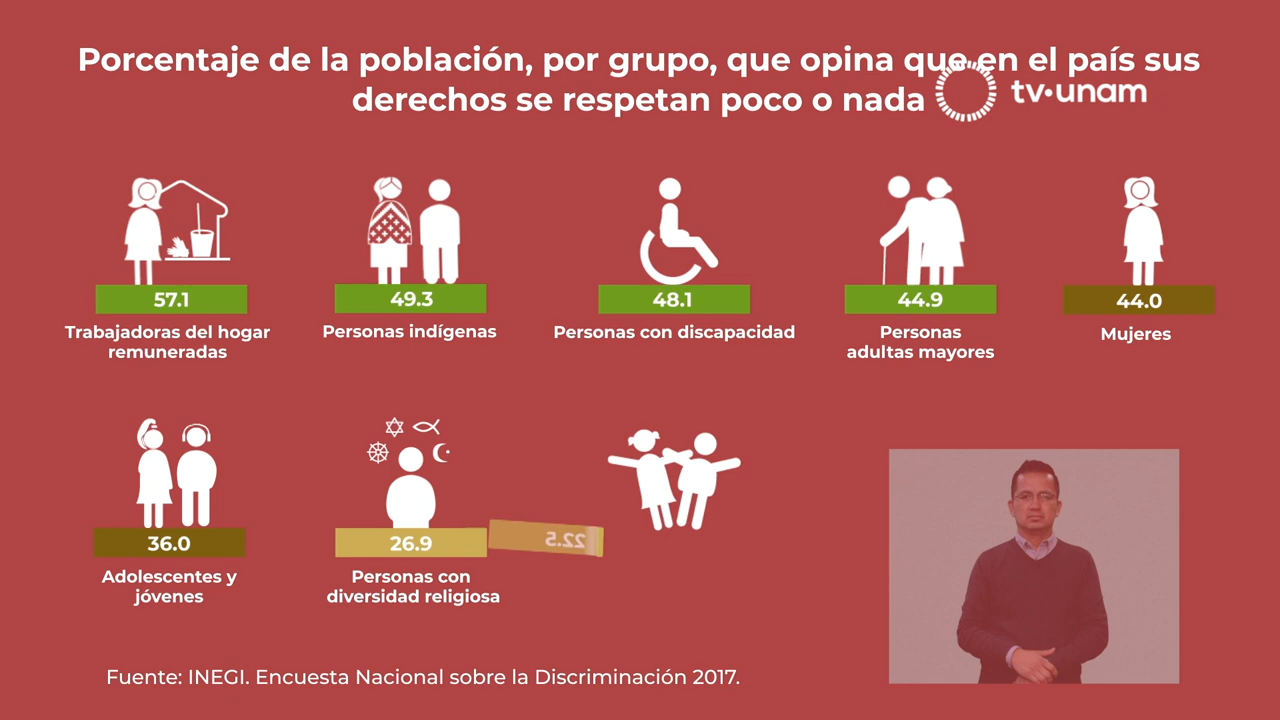 Porcentaje de la población, por grupo, que opina que en el país sus
derechos se respetan poco o nada
tv·unam
57.1
49.3
48.1
44.9
44.0
Trabajadoras del hogar
remuneradas
Personas indígenas
Personas con discapacidad
Personas
adultas mayores
Mujeres
36.0
26.9
22.5
Adolescentes y
jóvenes
Personas con
diversidad religiosa
Fuente: INEGI. Encuesta Nacional sobre la Discriminación 2017.